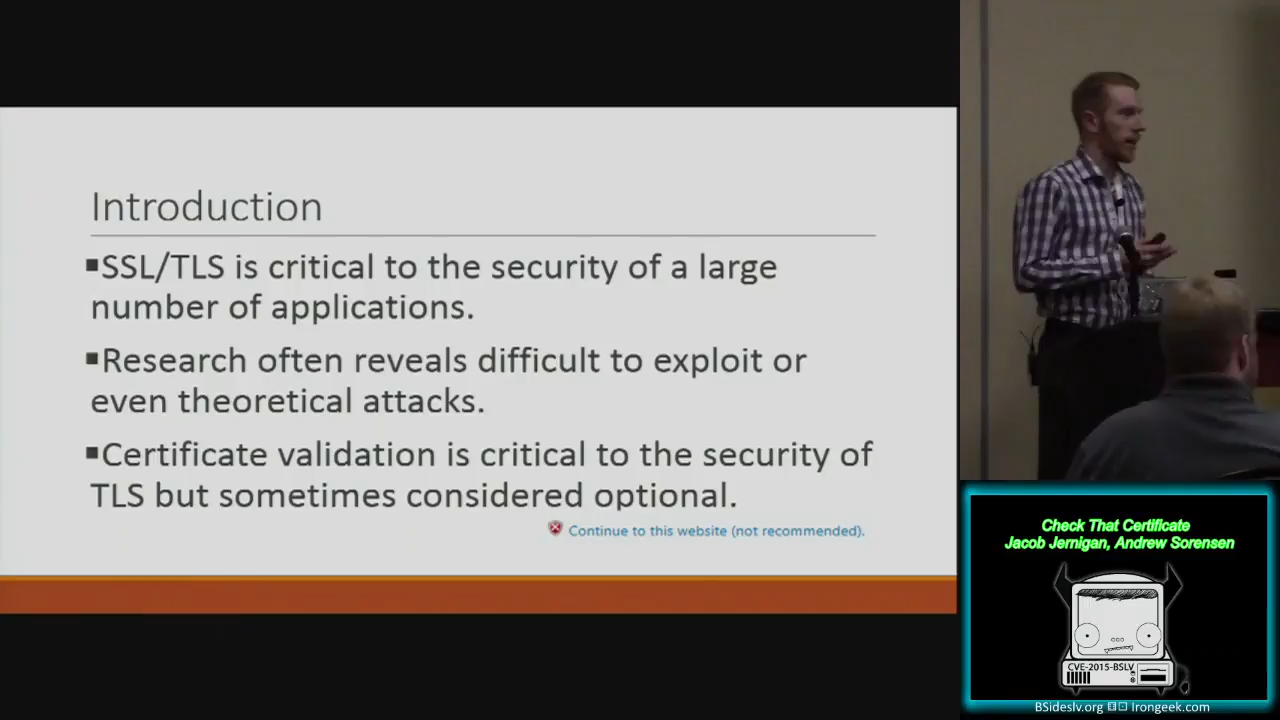 Introduction
▪SSL/TLS is critical to the security of a large
number of applications.
▪Research often reveals difficult to exploit or
even theoretical attacks.
▪Certificate validation is critical to the security of
TLS but sometimes considered optional.
Continue to this website (not recommended).
Check That Certificate
Jacob Jernigan, Andrew Sorensen
CVE-2015-BSLV
BSideslv.org Irongeek.com